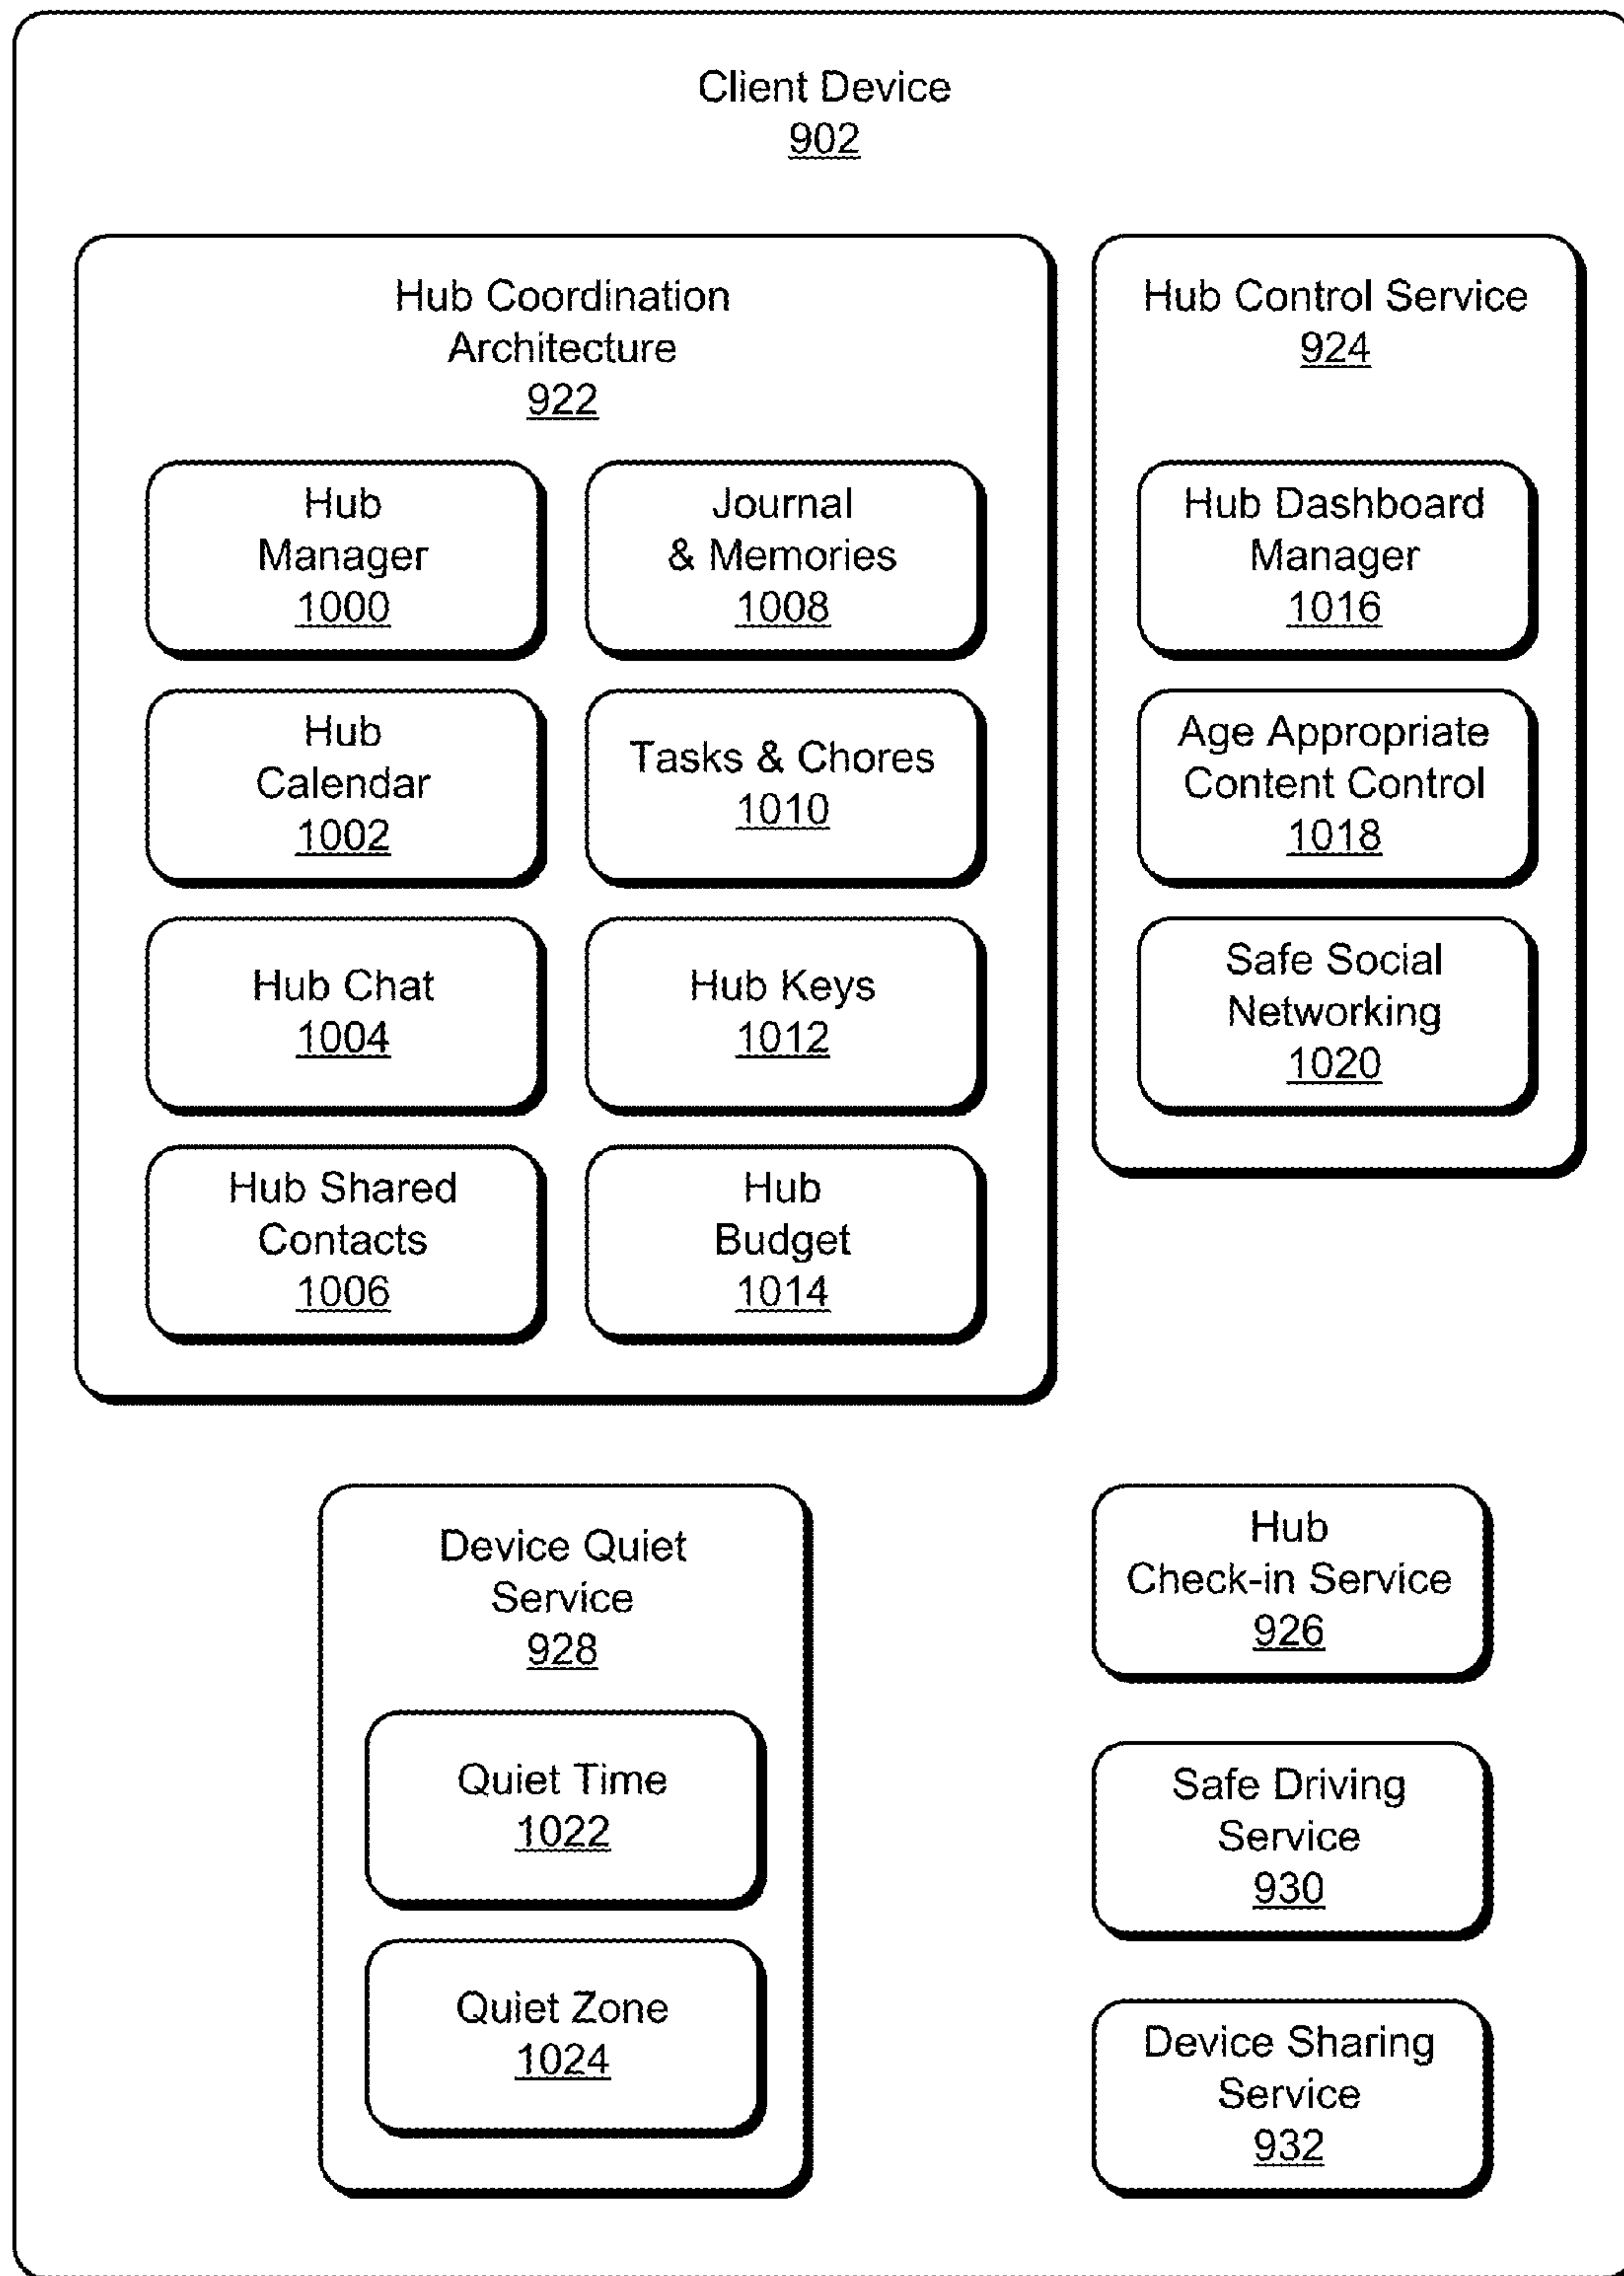 Client Device
902
Hub Coordination
Architecture
922
Hub
Manager
1000
Journal
& Memories
1008
Hub
Calendar
1002
Tasks & Chores
1010
Hub Chat
1004
Hub Keys
1012
Hub Shared
Contacts
1006
Hub
Budget
1014
Hub Control Service
924
Hub Dashboard
Manager
1016
Age Appropriate
Content Control
1018
Safe Social
Networking
1020
Device Quiet
Service
928
Quiet Time
1022
Quiet Zone
1024
Hub
Check-in Service
926
Safe Driving
Service
930
Device Sharing
Service
932